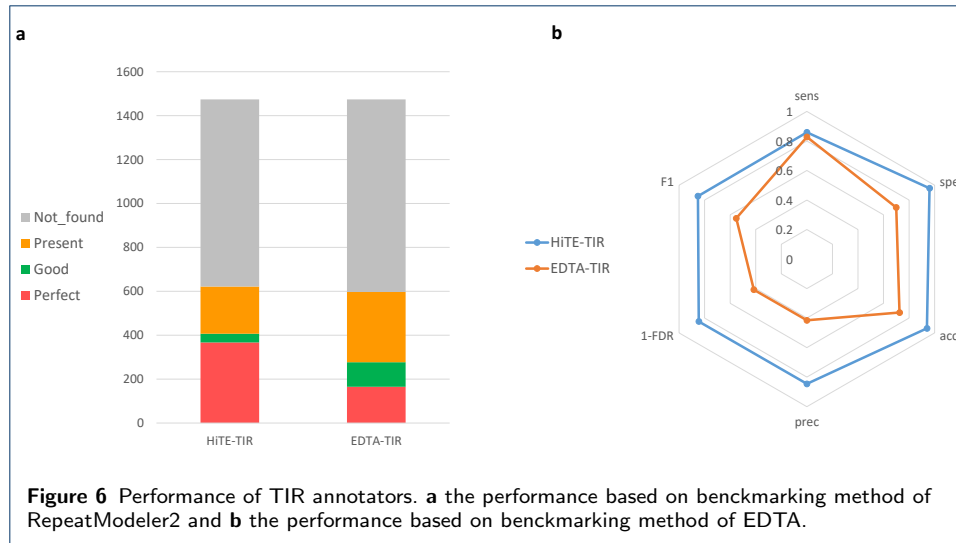 a
1600
1400
1200
1000
800
600
400
200
0
Not_found
Present
Good
Perfect
HiTE-TIR
EDTA-TIR
b
sens
1
0.8
0.6
0.4
0.2
0
F1
spe
1-FDR
acc
prec
HiTE-TIR
EDTA-TIR
Figure 6 Performance of TIR annotators. a the performance based on benckmarking method of
RepeatModeler2 and b the performance based on benckmarking method of EDTA.